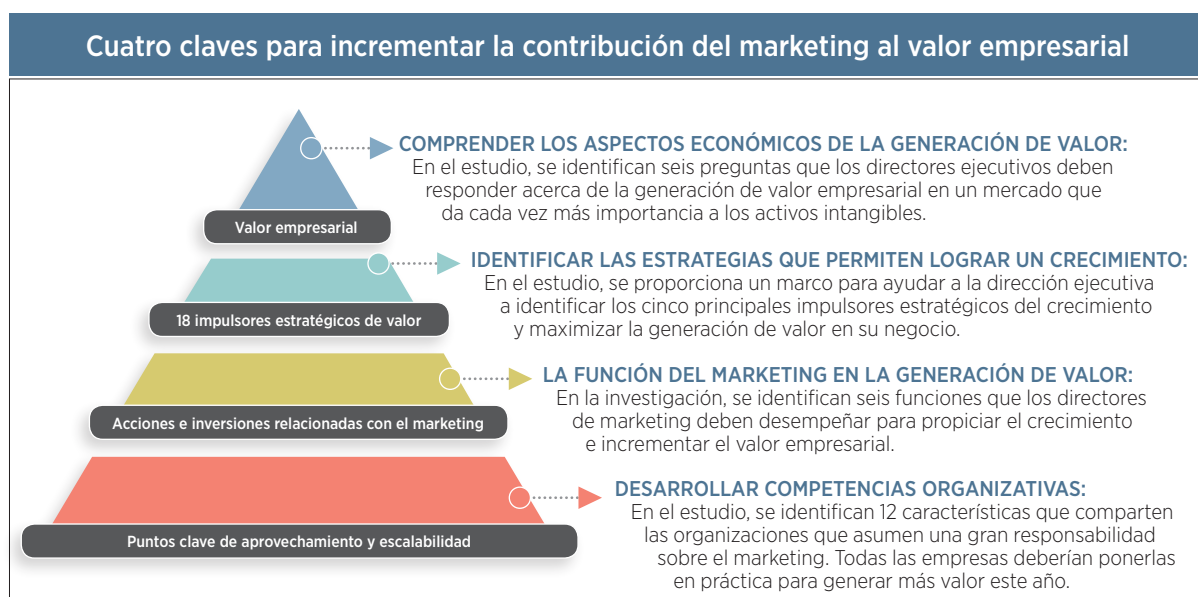 Cuatro claves para incrementar la contribución del marketing al valor empresarial
COMPRENDER LOS ASPECTOS ECONÓMICOS DE LA GENERACIÓN DE VALOR:
En el estudio, se identifican seis preguntas que los directores ejecutivos deben
responder acerca de la generación de valor empresarial en un mercado que
da cada vez más importancia a los activos intangibles.
Valor empresarial
IDENTIFICAR LAS ESTRATEGIAS QUE PERMITEN LOGRAR UN CRECIMIENTO:
En el estudio, se proporciona un marco para ayudar a la dirección ejecutiva
a identificar los cinco principales impulsores estratégicos del crecimiento
y maximizar la generación de valor en su negocio.
18 impulsores estratégicos de valor
LA FUNCIÓN DEL MARKETING EN LA GENERACIÓN DE VALOR:
En la investigación, se identifican seis funciones que los directores
de marketing deben desempeñar para propiciar el crecimiento
e incrementar el valor empresarial.
Acciones e inversiones relacionadas con el marketing
DESARROLLAR COMPETENCIAS ORGANIZATIVAS:
En el estudio, se identifican 12 características que comparten
las organizaciones que asumen una gran responsabilidad
sobre el marketing. Todas las empresas deberían ponerlas
en práctica para generar más valor este año.
Puntos clave de aprovechamiento y escalabilidad